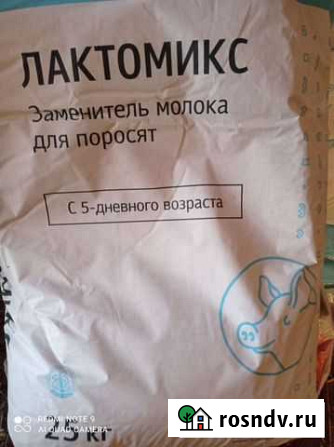 ЛАКТОМИКС
Заменитель молока
для поросят
С 5-дневного возраста
25 кг
REDMI NOTE 9
AI QUAD CAMERA
rosndv.ru